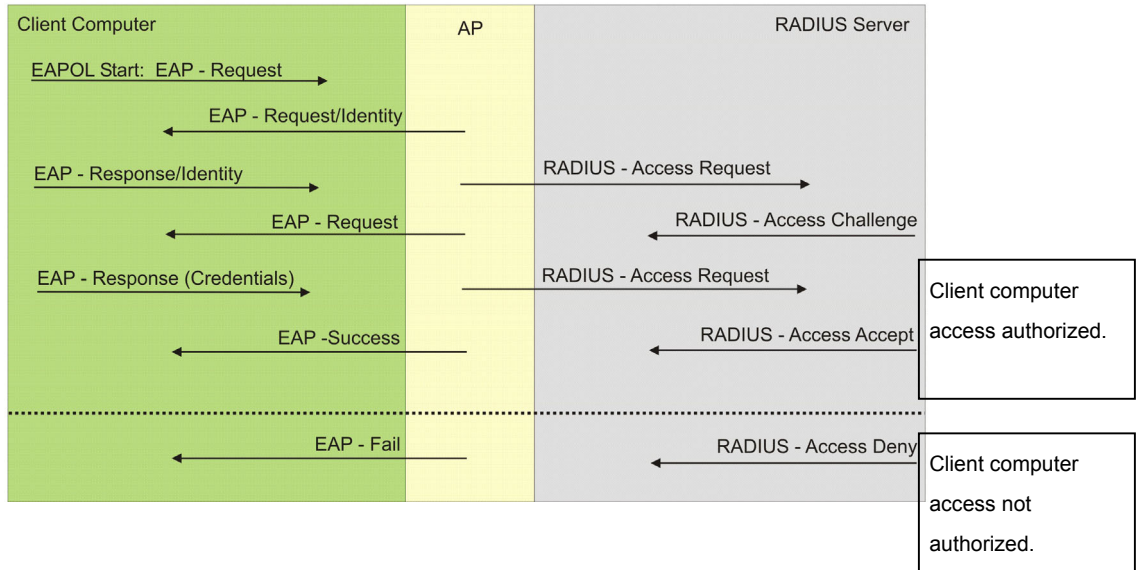 Client Computer
AP
RADIUS Server
EAPOL Start: EAP - Request
EAP - Request/Identity
EAP - Response/Identity
RADIUS - Access Request
EAP - Request
RADIUS - Access Challenge
EAP - Response (Credentials)
RADIUS - Access Request
EAP -Success
RADIUS - Access Accept
Client computer
access authorized.
EAP - Fail
RADIUS - Access Deny
Client computer
access not
authorized.